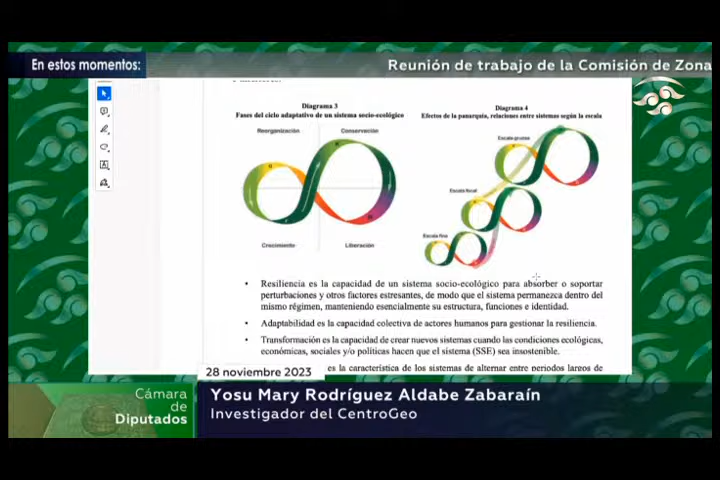 En estos momentos:
Reunión de trabajo de la Comisión de Zona
Diagrama 3
Fases del ciclo adaptativo de un sistema socio-ecológico
Diagrama 4
Efectos de la panarquía, relaciones entre sistemas según la escala
Reorganización
Conservación
Crecimiento
Liberación
Escala gruesa
Escala focal
Escala fina
• Resiliencia es la capacidad de un sistema socio-ecológico para absorber o soportar
perturbaciones y otros factores estresantes, de modo que el sistema permanezca dentro del
mismo régimen, manteniendo esencialmente su estructura, funciones e identidad.
• Adaptabilidad es la capacidad colectiva de actores humanos para gestionar la resiliencia.
• Transformación es la capacidad de crear nuevos sistemas cuando las condiciones ecológicas,
económicas, sociales y/o políticas hacen que el sistema (SSE) sea insostenible.
es la característica de los sistemas de alternar entre periodos largos de
28 noviembre 2023
Cámara
de
Diputados
Yosu Mary Rodríguez Aldabe Zabaraín
Investigador del CentroGeo